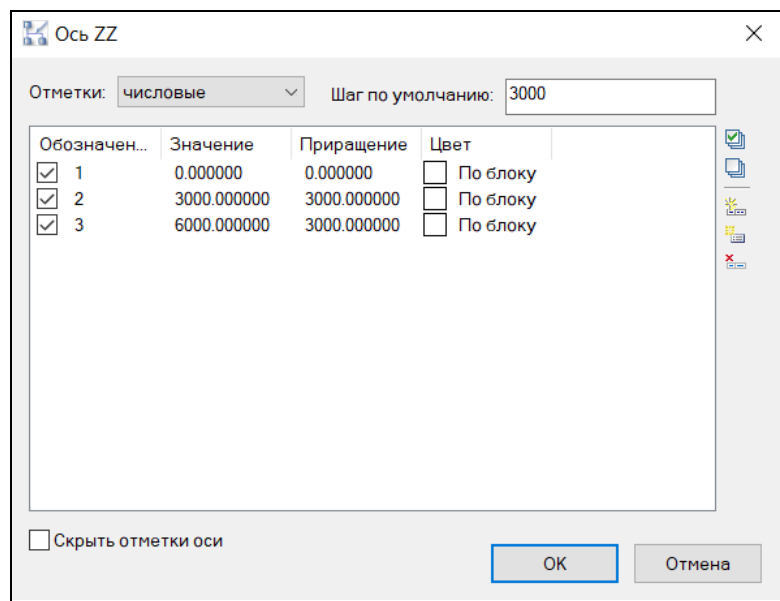 Ось ZZ
Отметки: числовые Шаг по умолчанию: 3000
Обозначен... Значение Приращение Цвет
1 0.000000 0.000000 По блоку
2 3000.000000 3000.000000 По блоку
3 6000.000000 3000.000000 По блоку
Скрыть отметки оси
OK Отмена